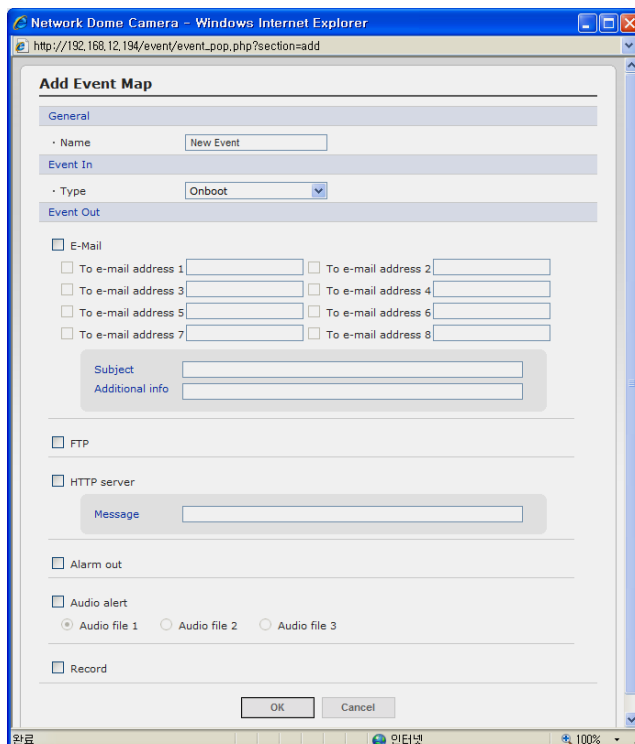 Network Dome Camera - Windows Internet Explorer
http://192,168,12,194/event/event_pop,php?section=add
Add Event Map
General
· Name New Event
Event In
· Type Onboot
Event Out
E-Mail
To e-mail address 1 To e-mail address 2
To e-mail address 3 To e-mail address 4
To e-mail address 5 To e-mail address 6
To e-mail address 7 To e-mail address 8
Subject
Additional info
FTP
HTTP server
Message
Alarm out
Audio alert
Audio file 1 Audio file 2 Audio file 3
Record
OK Cancel
완료 인터넷 100%